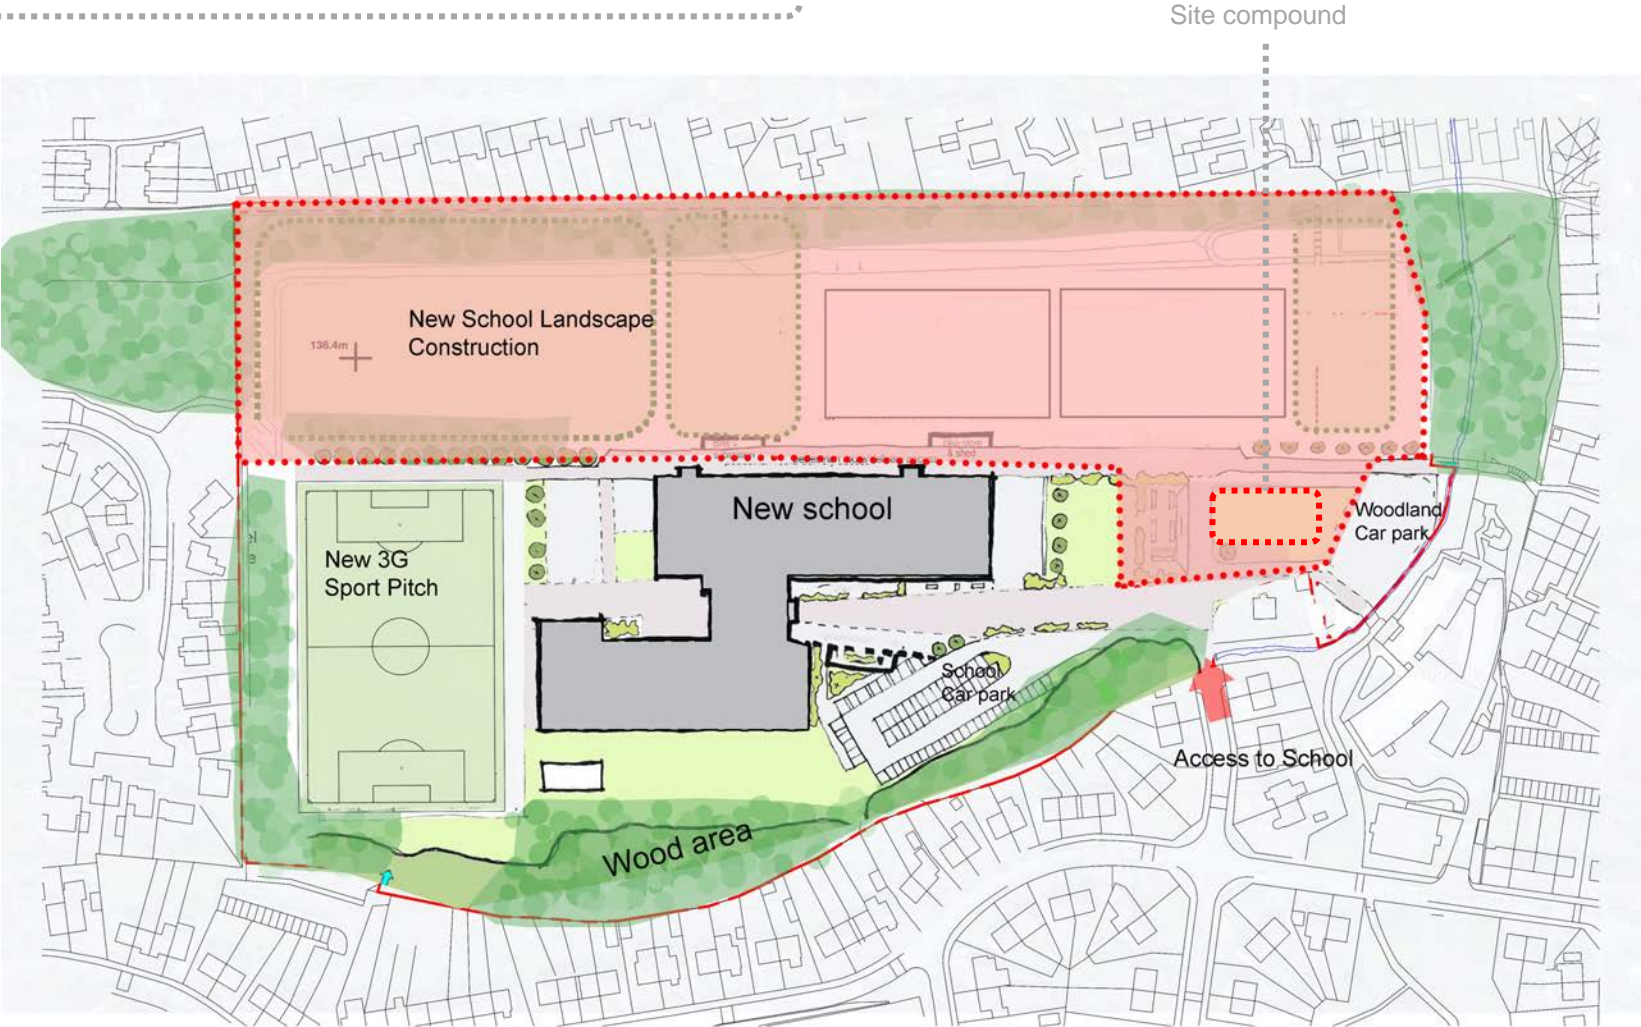 Site compound
New School Landscape
Construction
138.4m
& shed
New school
Woodland
Car park
New 3G
Sport Pitch
School
Car park
Access to School
Wood area